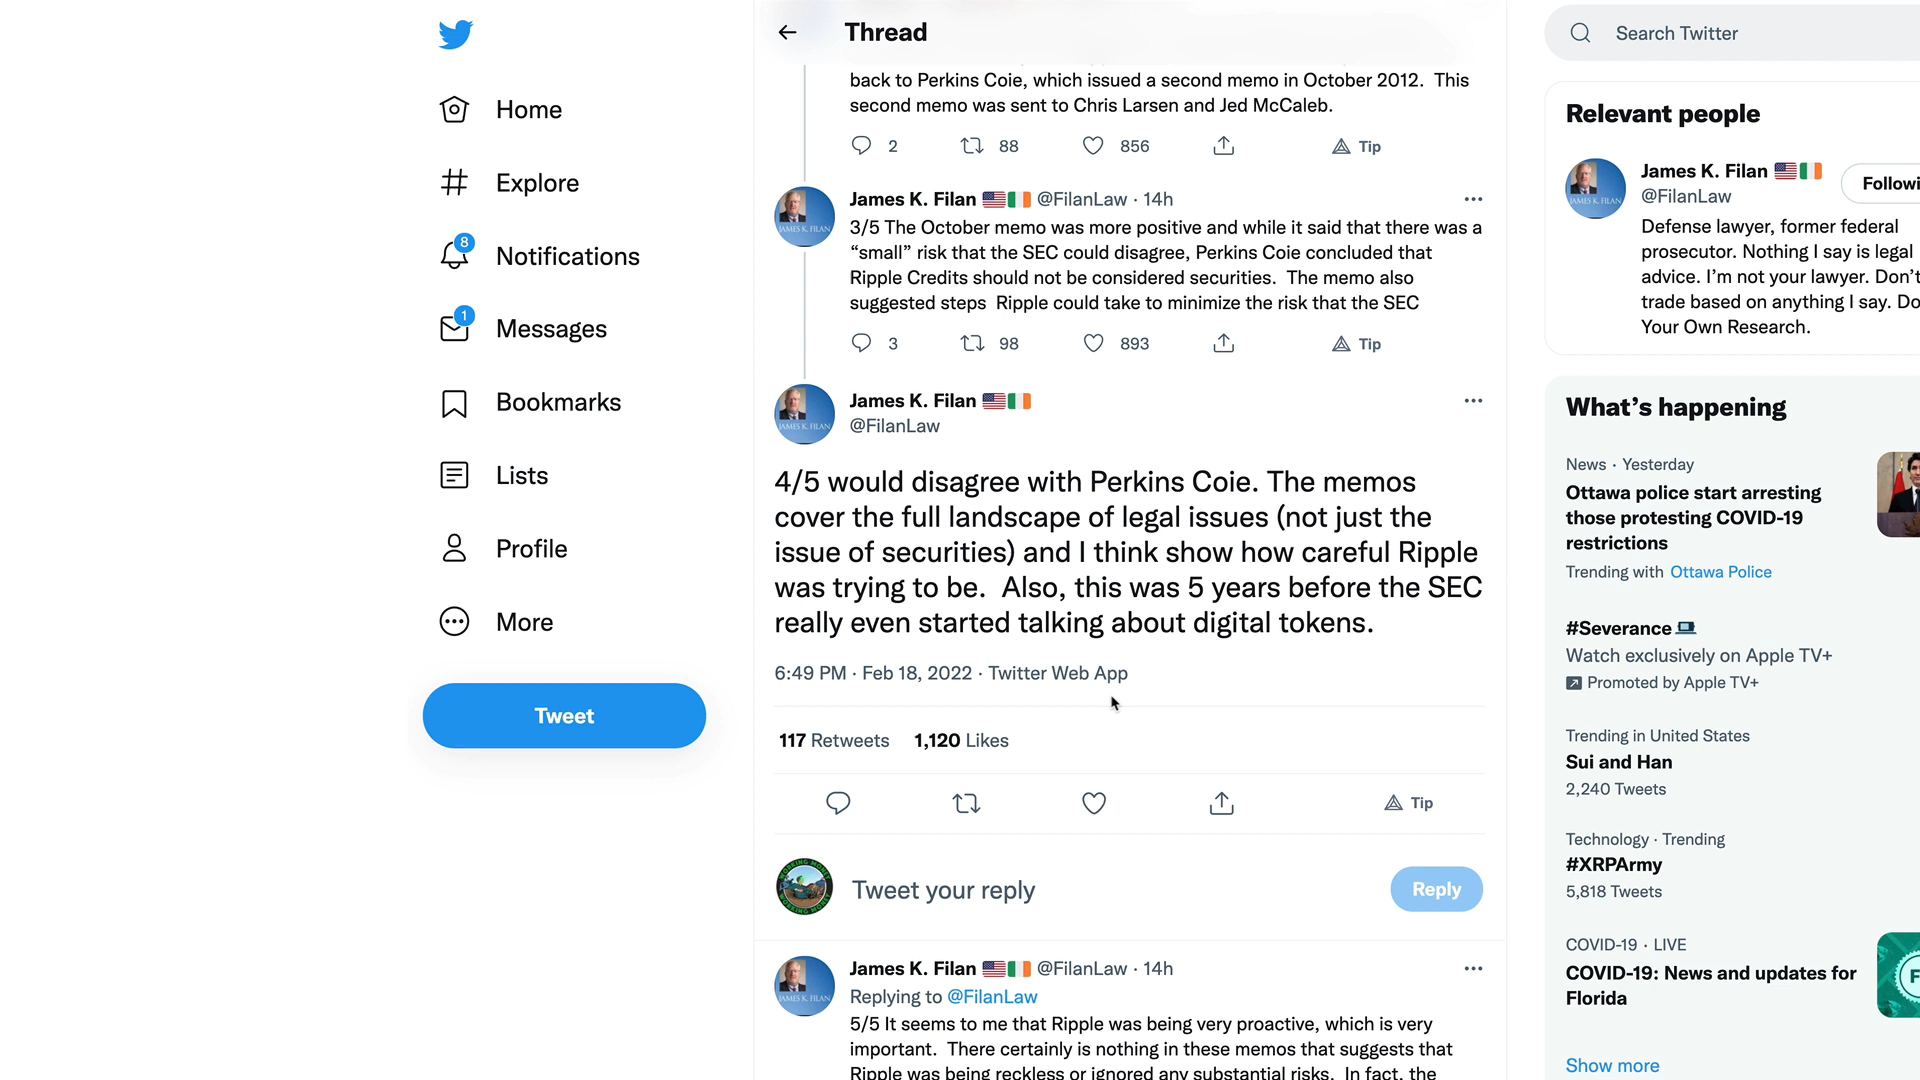 Thread
back to Perkins Coie, which issued a second memo in October 2012.  This
second memo was sent to Chris Larsen and Jed McCaleb.
2 88 856 Tip
James K. Filan @FilanLaw · 14h
3/5 The October memo was more positive and while it said that there was a
“small” risk that the SEC could disagree, Perkins Coie concluded that
Ripple Credits should not be considered securities.  The memo also
suggested steps  Ripple could take to minimize the risk that the SEC
3 98 893 Tip
James K. Filan
@FilanLaw
4/5 would disagree with Perkins Coie. The memos
cover the full landscape of legal issues (not just the
issue of securities) and I think show how careful Ripple
was trying to be.  Also, this was 5 years before the SEC
really even started talking about digital tokens.
6:49 PM · Feb 18, 2022 · Twitter Web App
117 Retweets 1,120 Likes
Tip
Tweet your reply
Reply
James K. Filan @FilanLaw · 14h
Replying to @FilanLaw
5/5 It seems to me that Ripple was being very proactive, which is very
important.  There certainly is nothing in these memos that suggests that
Ripple was being reckless or ignored any substantial risks.  In fact, the
Home
Explore
8
Notifications
1
Messages
Bookmarks
Lists
Profile
More
Tweet
Search Twitter
Relevant people
James K. Filan
@FilanLaw
Followi
Defense lawyer, former federal
prosecutor. Nothing I say is legal
advice. I’m not your lawyer. Don’t
trade based on anything I say. Do
Your Own Research.
What’s happening
News · Yesterday
Ottawa police start arresting
those protesting COVID-19
restrictions
Trending with Ottawa Police
#Severance
Watch exclusively on Apple TV+
Promoted by Apple TV+
Trending in United States
Sui and Han
2,240 Tweets
Technology · Trending
#XRPArmy
5,818 Tweets
COVID-19 · LIVE
COVID-19: News and updates for
Florida
Show more